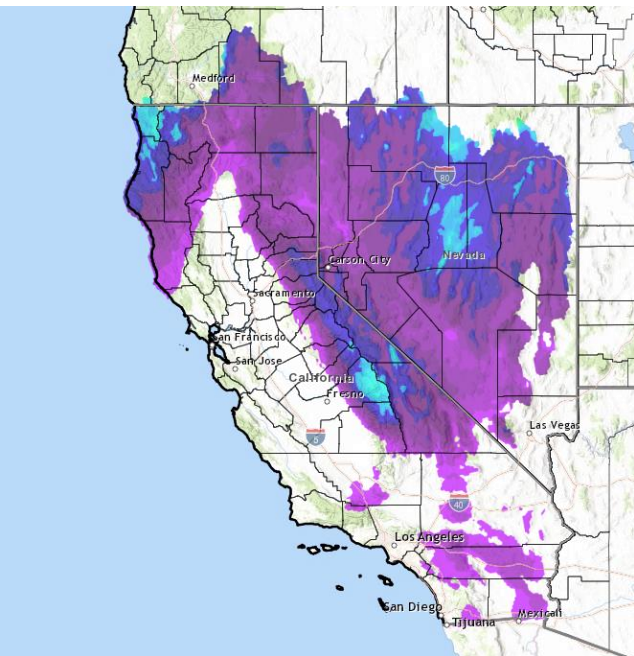 Medford
80
Nevada
Carson City
Sacramento
San Francisco
San Jose
California
Fresno
5
Las Vegas
40
Los Angeles
San Diego
Mexicali
Tijuana